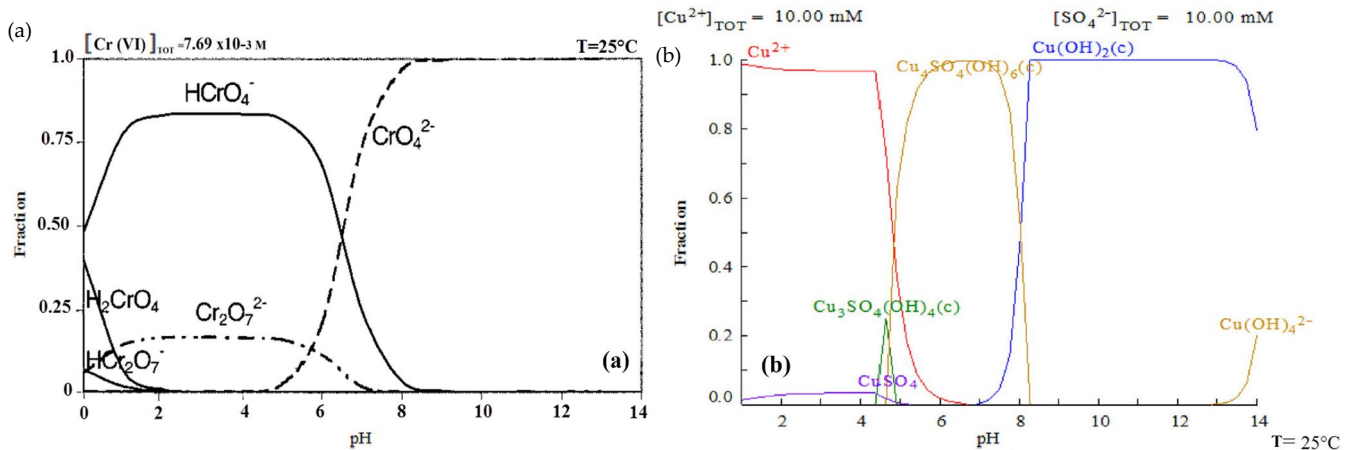 (a)
[Cr (VI)]TOT =7.69 x10-3 M
T=25°C
1.0
0.75
0.50
0.25
0
Fraction
HCrO₄⁻
CrO₄²⁻
H₂CrO₄
Cr₂O₇²⁻
HCr₂O₇⁻
(a)
0 2 4 6 8 10 12 14
pH
(b)
[Cu²⁺]TOT = 10.00 mM
[SO₄²⁻]TOT = 10.00 mM
Cu²⁺
Cu₄SO₄(OH)₆(c)
Cu(OH)₂(c)
1.0
0.8
0.6
0.4
0.2
0.0
Fraction
Cu₃SO₄(OH)₄(c)
CuSO₄
Cu(OH)₄²⁻
(b)
2 4 6 8 10 12 14
pH
T= 25°C